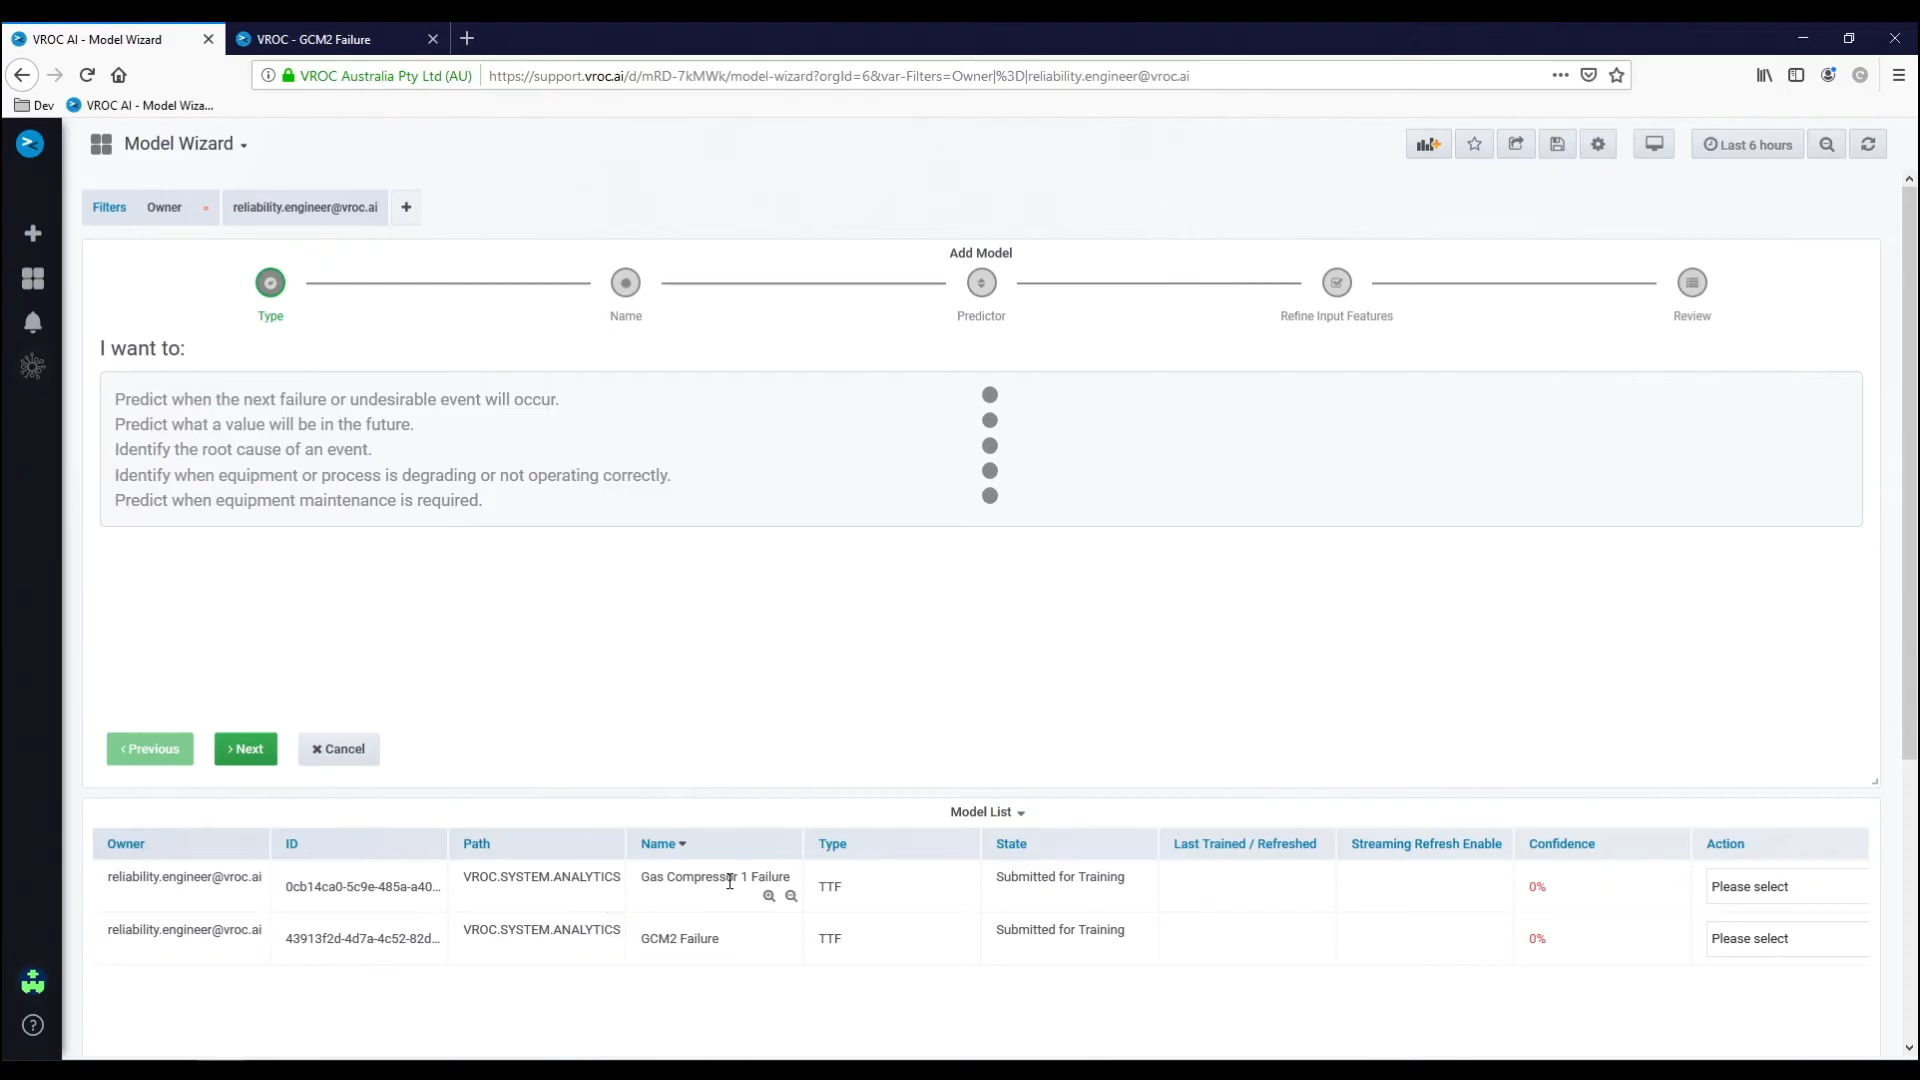 VROC AI - Model Wizard
VROC - GCM2 Failure
VROC Australia Pty Ltd (AU)
https://support.vroc.ai/d/mRD-7kMWk/model-wizard?orgId=6&var-Filters=Owner|%3D|reliability.engineer@vroc.ai
Dev
VROC AI - Model Wiza...
Model Wizard
Last 6 hours
Filters
Owner
=
reliability.engineer@vroc.ai
Add Model
Type
Name
Predictor
Refine Input Features
Review
I want to:
Predict when the next failure or undesirable event will occur.
Predict what a value will be in the future.
Identify the root cause of an event.
Identify when equipment or process is degrading or not operating correctly.
Predict when equipment maintenance is required.
‹ Previous
› Next
× Cancel
Model List
Owner ID Path Name Type State Last Trained / Refreshed Streaming Refresh Enable Confidence Action
reliability.engineer@vroc.ai 0cb14ca0-5c9e-485a-a40... VROC.SYSTEM.ANALYTICS Gas Compressor 1 Failure TTF Submitted for Training 0% Please select
reliability.engineer@vroc.ai 43913f2d-4d7a-4c52-82d... VROC.SYSTEM.ANALYTICS GCM2 Failure TTF Submitted for Training 0% Please select